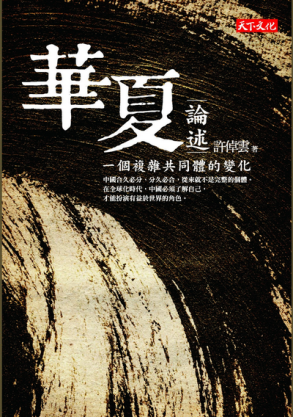 天下文化
華夏
論述
許倬雲 著
一個複雜共同體的變化
中國合久必分，分久必合，從來就不是完整的個體。
在全球化時代，中國必須了解自己，
才能扮演有益於世界的角色。